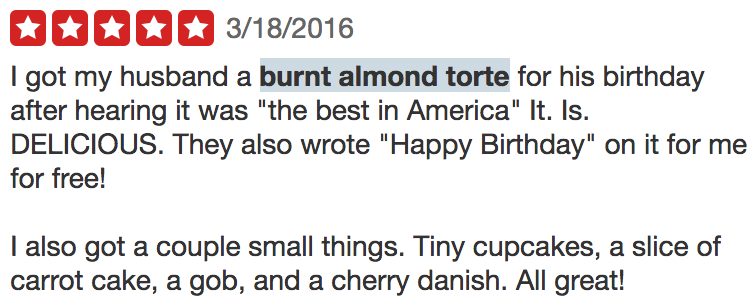 3/18/2016
I got my husband a burnt almond torte for his birthday
after hearing it was "the best in America" It. Is.
DELICIOUS. They also wrote "Happy Birthday" on it for me
for free!
I also got a couple small things. Tiny cupcakes, a slice of
carrot cake, a gob, and a cherry danish. All great!